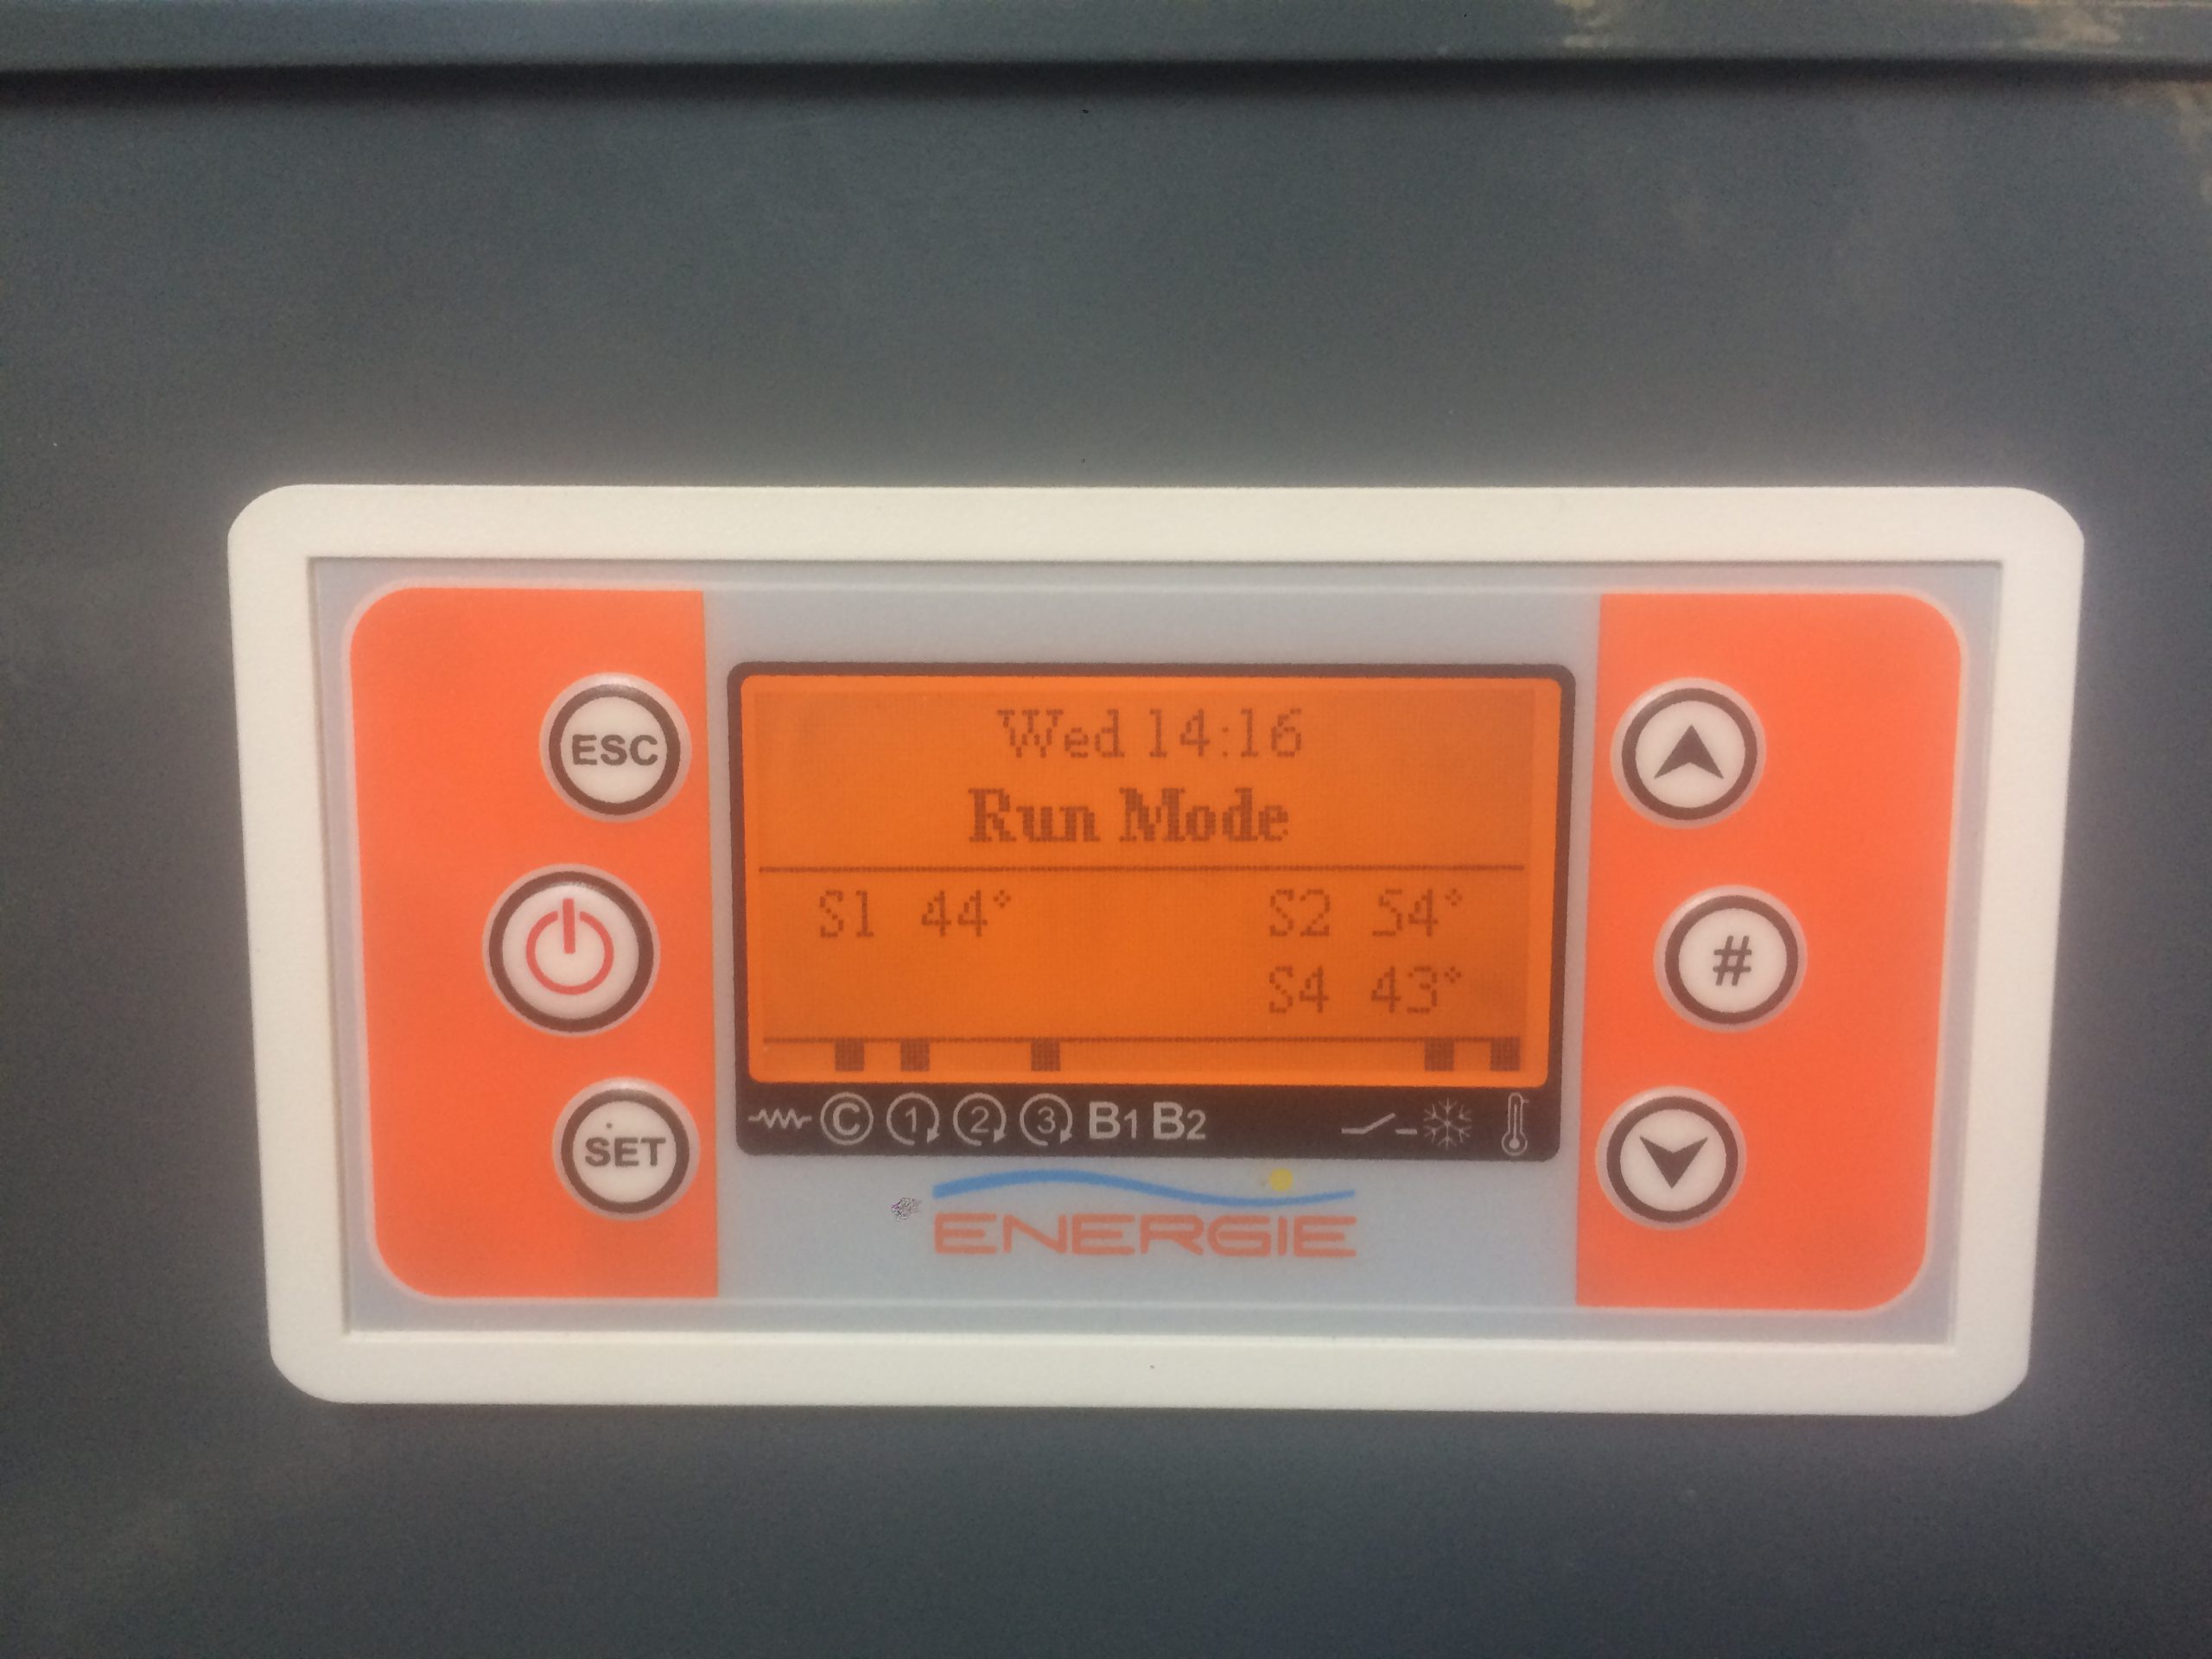 Wed 14:16
Run Mode
S1 44° S2 54°
S4 43°
ESC
SET
#
C 1 2 3 B1 B2
ENERGIE